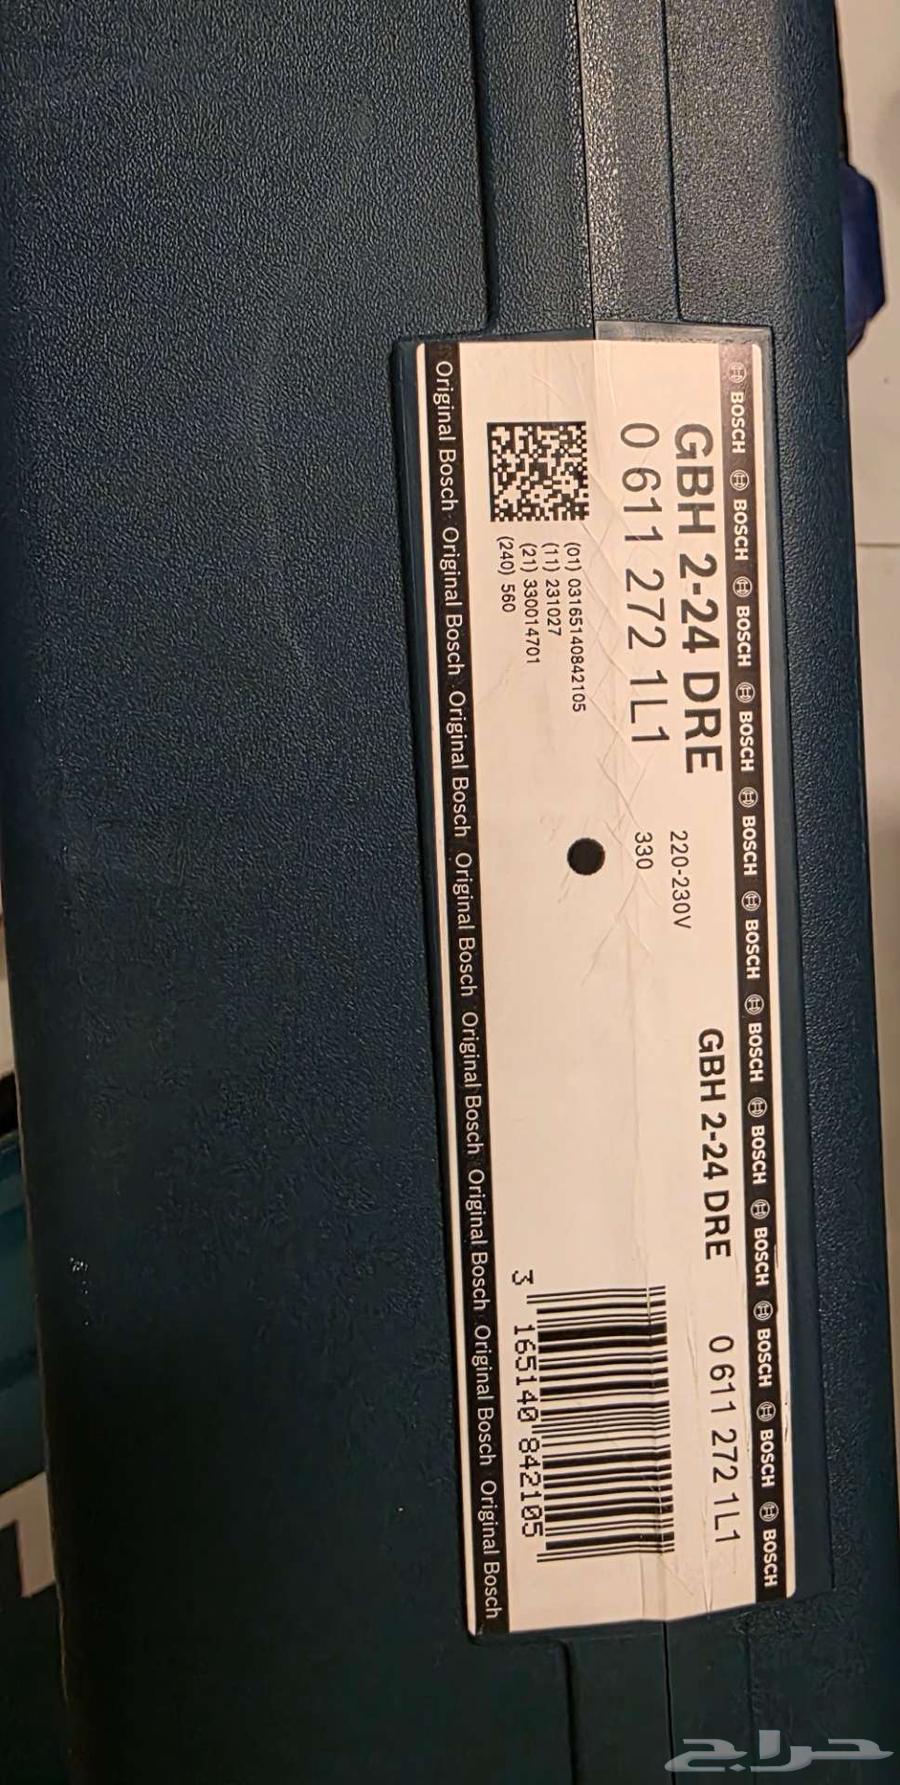 BOSCH BOSCH BOSCH BOSCH BOSCH BOSCH BOSCH BOSCH BOSCH BOSCH BOSCH BOSCH
GBH 2-24 DRE
0 611 272 1L1
220-230V
330
GBH 2-24 DRE 0 611 272 1L1
(01) 03165140842105
(11) 231027
(21) 330014701
(240) 560
3 165140 842105
Original Bosch · Original Bosch · Original Bosch · Original Bosch · Original Bosch · Original Bosch · Original Bosch · Original Bosch
حراج